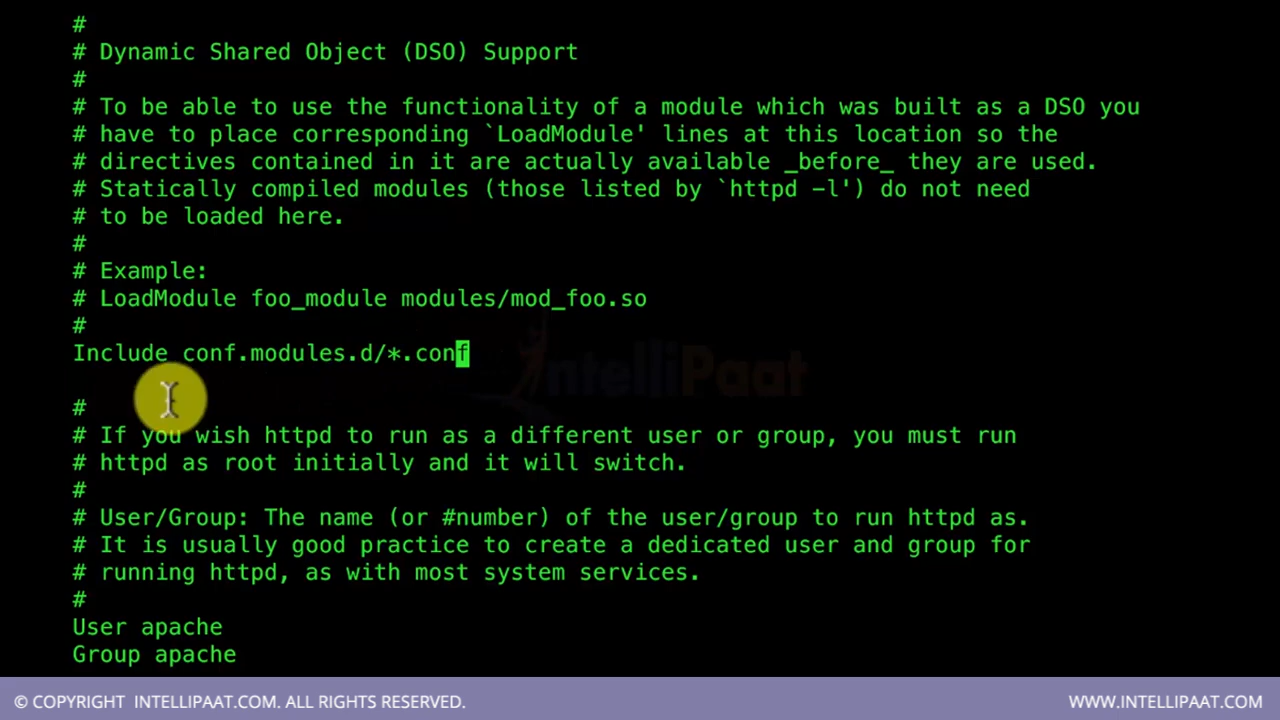 #
# Dynamic Shared Object (DSO) Support
#
# To be able to use the functionality of a module which was built as a DSO you
# have to place corresponding `LoadModule' lines at this location so the
# directives contained in it are actually available _before_ they are used.
# Statically compiled modules (those listed by `httpd -l') do not need
# to be loaded here.
#
# Example:
# LoadModule foo_module modules/mod_foo.so
#
Include conf.modules.d/*.conf
IntelliPaat
#
# If you wish httpd to run as a different user or group, you must run
# httpd as root initially and it will switch.
#
# User/Group: The name (or #number) of the user/group to run httpd as.
# It is usually good practice to create a dedicated user and group for
# running httpd, as with most system services.
#
User apache
Group apache
© COPYRIGHT INTELLIPAAT.COM. ALL RIGHTS RESERVED.
WWW.INTELLIPAAT.COM